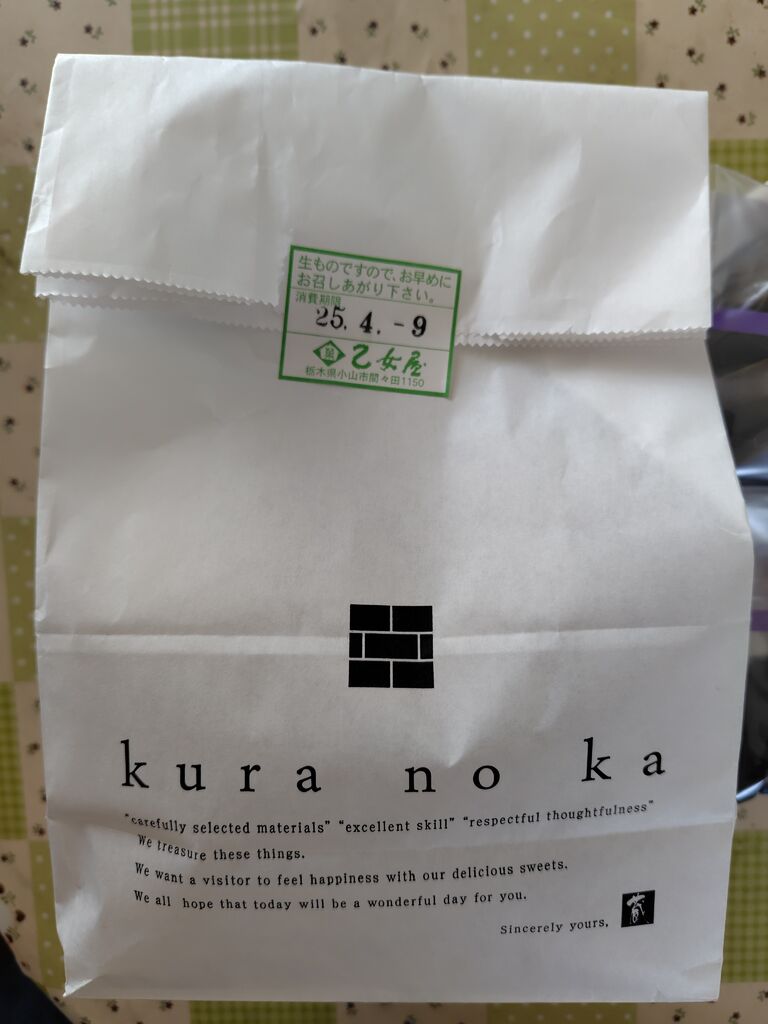 生ものですので、お早めに
お召しあがり下さい。
消費期限
25. 4. - 9
菓 乙女屋
栃木県小山市間々田1150
kura no ka
"carefully selected materials" "excellent skill" "respectful thoughtfulness"
We treasure these things.
We want a visitor to feel happiness with our delicious sweets.
We all hope that today will be a wonderful day for you.
Sincerely yours,
蔵